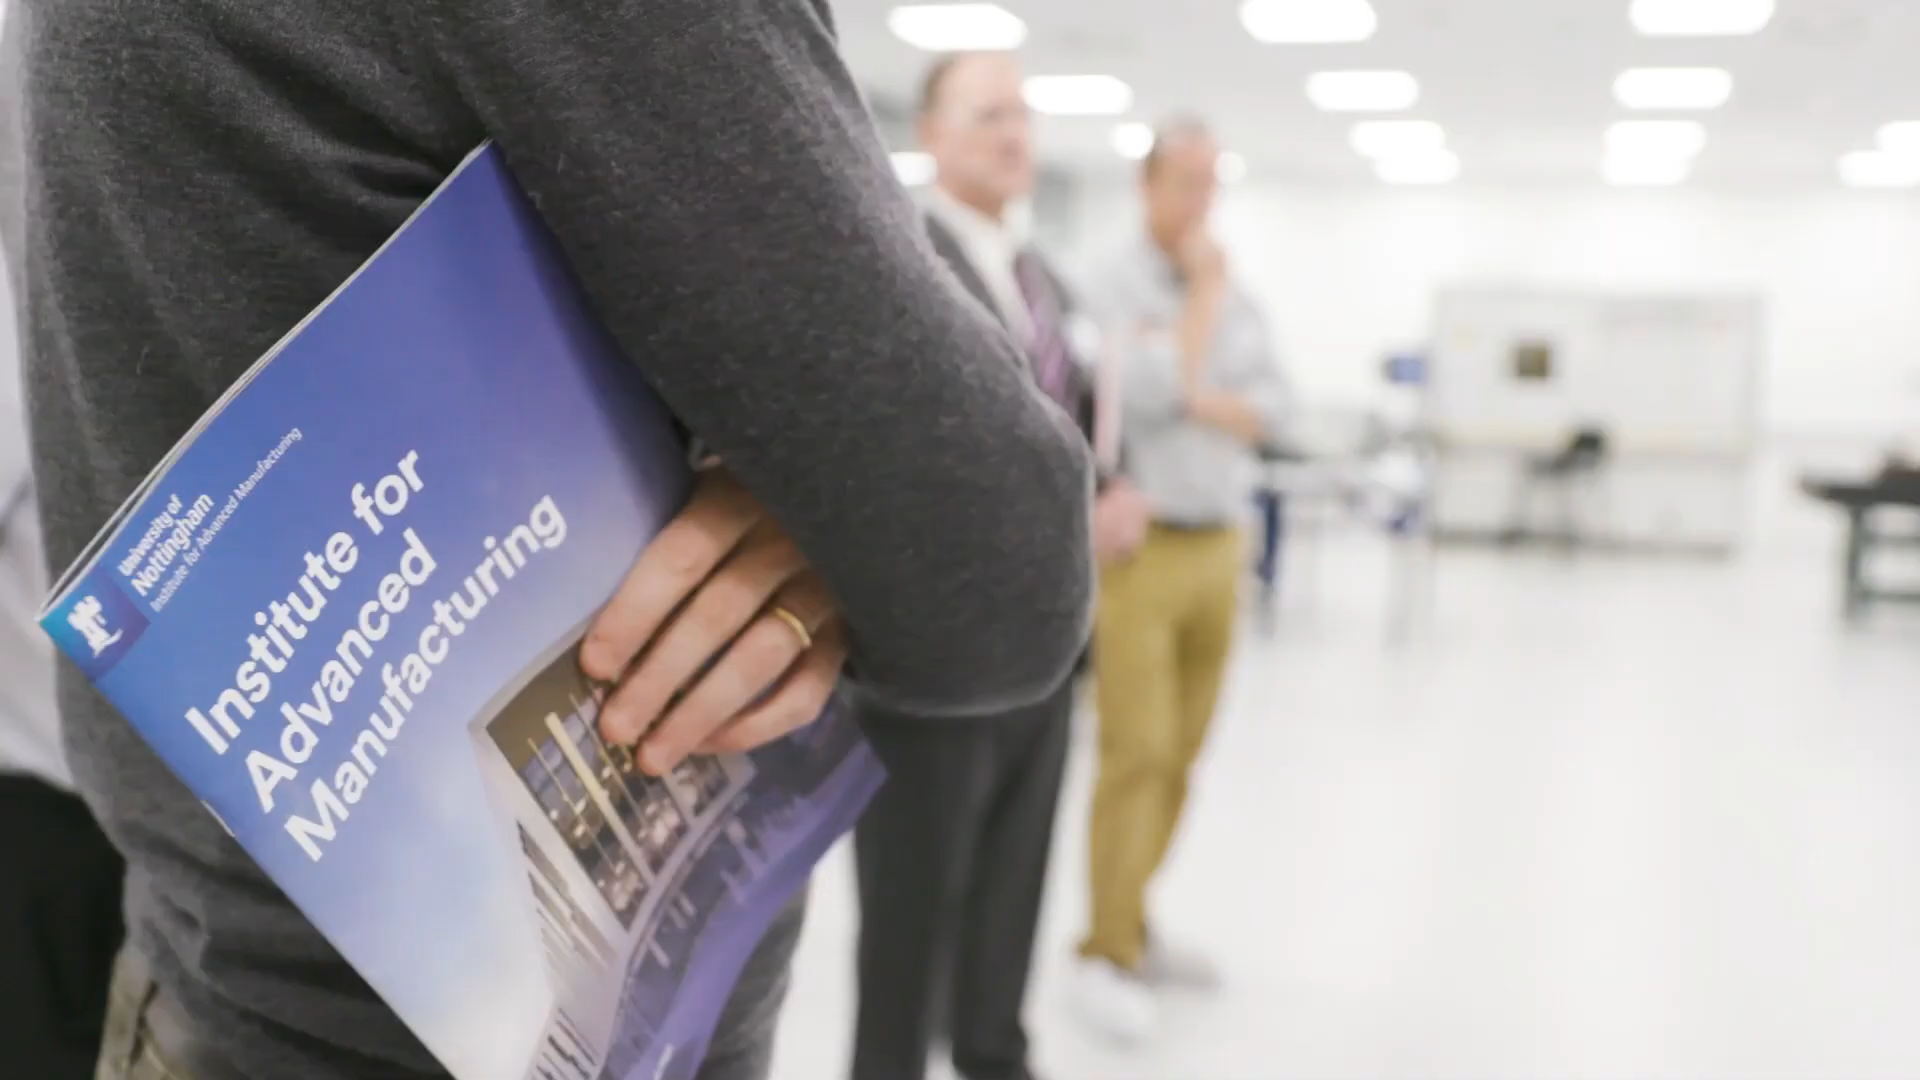 University of
Nottingham
Institute for Advanced Manufacturing
Institute for
Advanced
Manufacturing